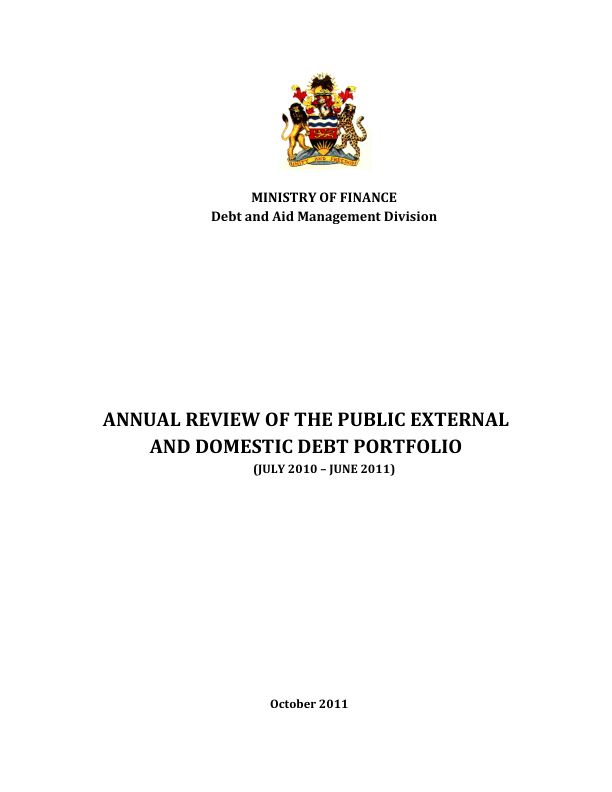 MINISTRY OF FINANCE
Debt and Aid Management Division
ANNUAL REVIEW OF THE PUBLIC EXTERNAL
AND DOMESTIC DEBT PORTFOLIO
(JULY 2010 – JUNE 2011)
October 2011